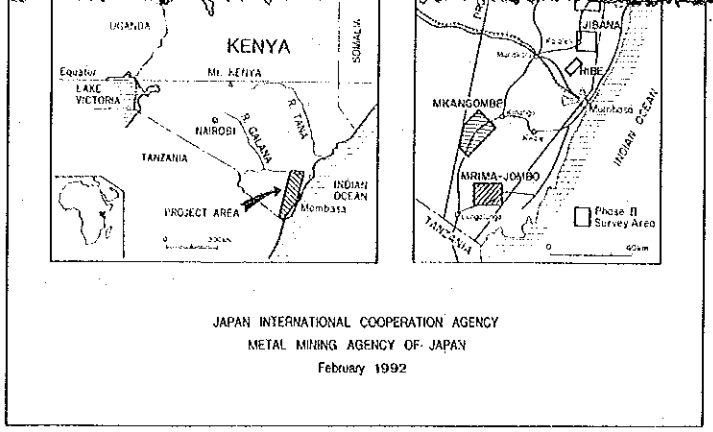 UGANDA
KENYA
SOMALIA
Equator
Mt. KENYA
LAKE
VICTORIA
R. TANA
NAIROBI
R. GALANA
TANZANIA
INDIAN
OCEAN
PROJECT AREA
Mombasa
JIBANA
RIBE
MKANGOMBE
Mombasa
INDIAN OCEAN
MRIMA-JOMBO
Phase II
Survey Area
Lungalunga
TANZANIA
0 40km
JAPAN INTERNATIONAL COOPERATION AGENCY
METAL MINING AGENCY OF JAPAN
February 1992